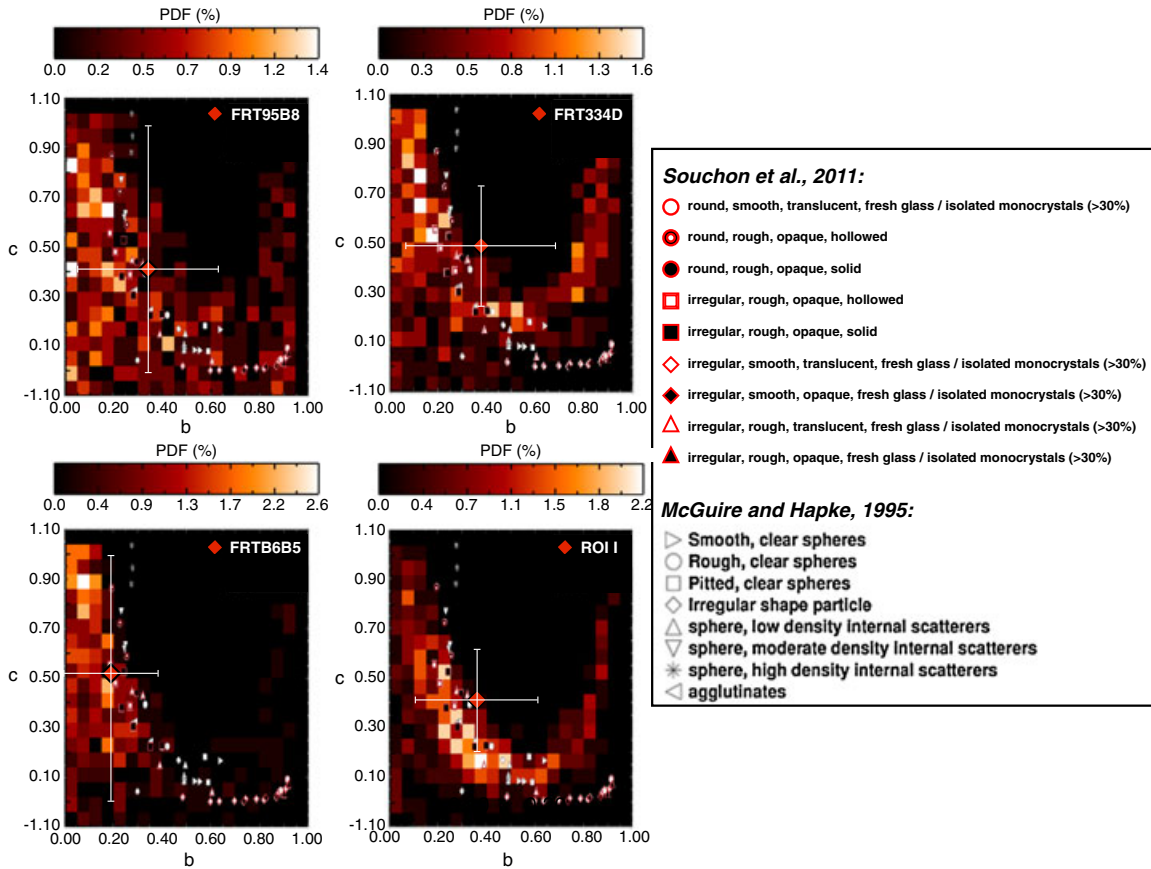 PDF (%)
0.0 0.2 0.5 0.7 0.9 1.2 1.4
PDF (%)
0.0 0.3 0.5 0.8 1.1 1.3 1.6
FRT95B8
1.10
0.90
0.70
0.50
0.30
0.10
-1.10
c
0.00 0.20 0.40 0.60 0.80 1.00
b
FRT334D
1.10
0.90
0.70
0.50
0.30
0.10
-1.10
c
0.00 0.20 0.40 0.60 0.80 1.00
b
PDF (%)
0.0 0.4 0.9 1.3 1.7 2.2 2.6
PDF (%)
0.0 0.4 0.7 1.1 1.5 1.8 2.2
FRTB6B5
1.10
0.90
0.70
0.50
0.30
0.10
-1.10
c
0.00 0.20 0.40 0.60 0.80 1.00
b
ROI I
1.10
0.90
0.70
0.50
0.30
0.10
-1.10
c
0.00 0.20 0.40 0.60 0.80 1.00
b
Souchon et al., 2011:
round, smooth, translucent, fresh glass / isolated monocrystals (>30%)
round, rough, opaque, hollowed
round, rough, opaque, solid
irregular, rough, opaque, hollowed
irregular, rough, opaque, solid
irregular, smooth, translucent, fresh glass / isolated monocrystals (>30%)
irregular, smooth, opaque, fresh glass / isolated monocrystals (>30%)
irregular, rough, translucent, fresh glass / isolated monocrystals (>30%)
irregular, rough, opaque, fresh glass / isolated monocrystals (>30%)
McGuire and Hapke, 1995:
Smooth, clear spheres
Rough, clear spheres
Pitted, clear spheres
Irregular shape particle
sphere, low density internal scatterers
sphere, moderate density Internal scatterers
sphere, high density internal scatterers
agglutinates